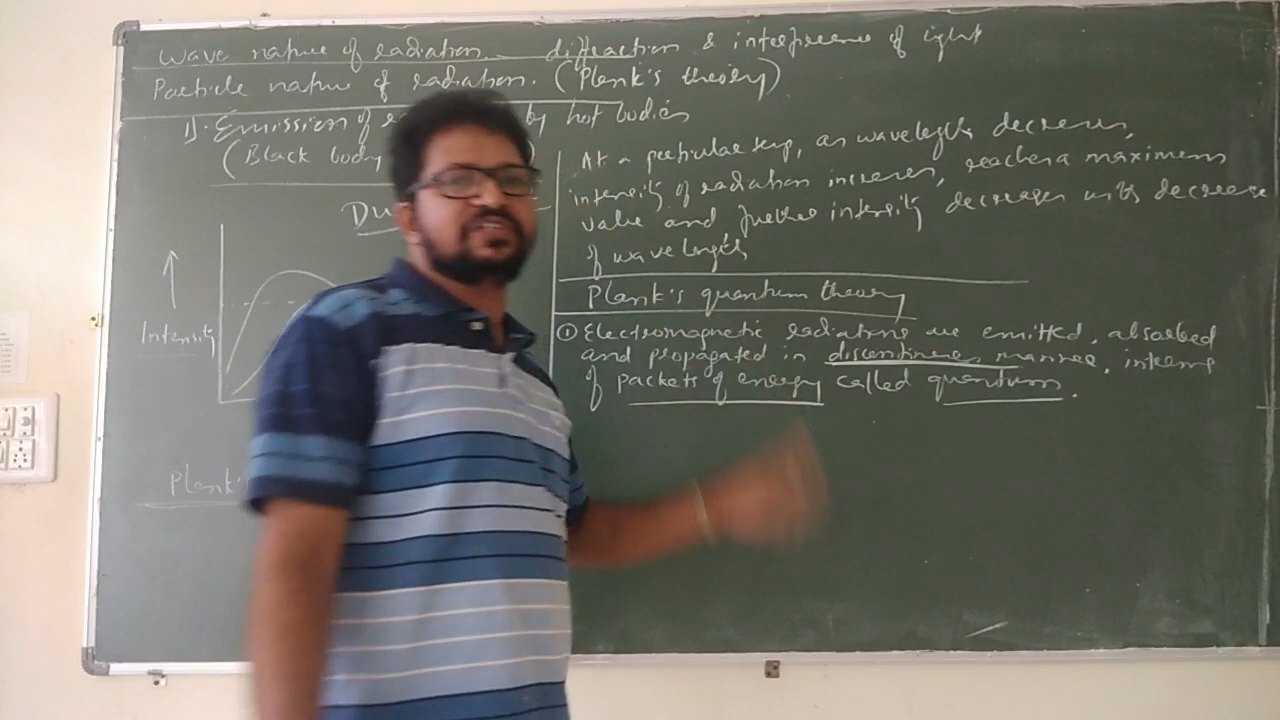 Wave nature of radiation. diffraction & interference of light
Particle nature of radiation. (Plank's theory)
1). Emission of by hot bodies
(Black body
Du
Intensity
Plank's
At a particular temp, as wavelength decreases,
intensity of radiation increases, reaches a maximum
value and further intensity decreases with decrease
of wavelength
Plank's quantum theory
① Electromagnetic radiations are emitted, absorbed
and propagated in discontinuous manner, interms
of packets of energy called quantum.